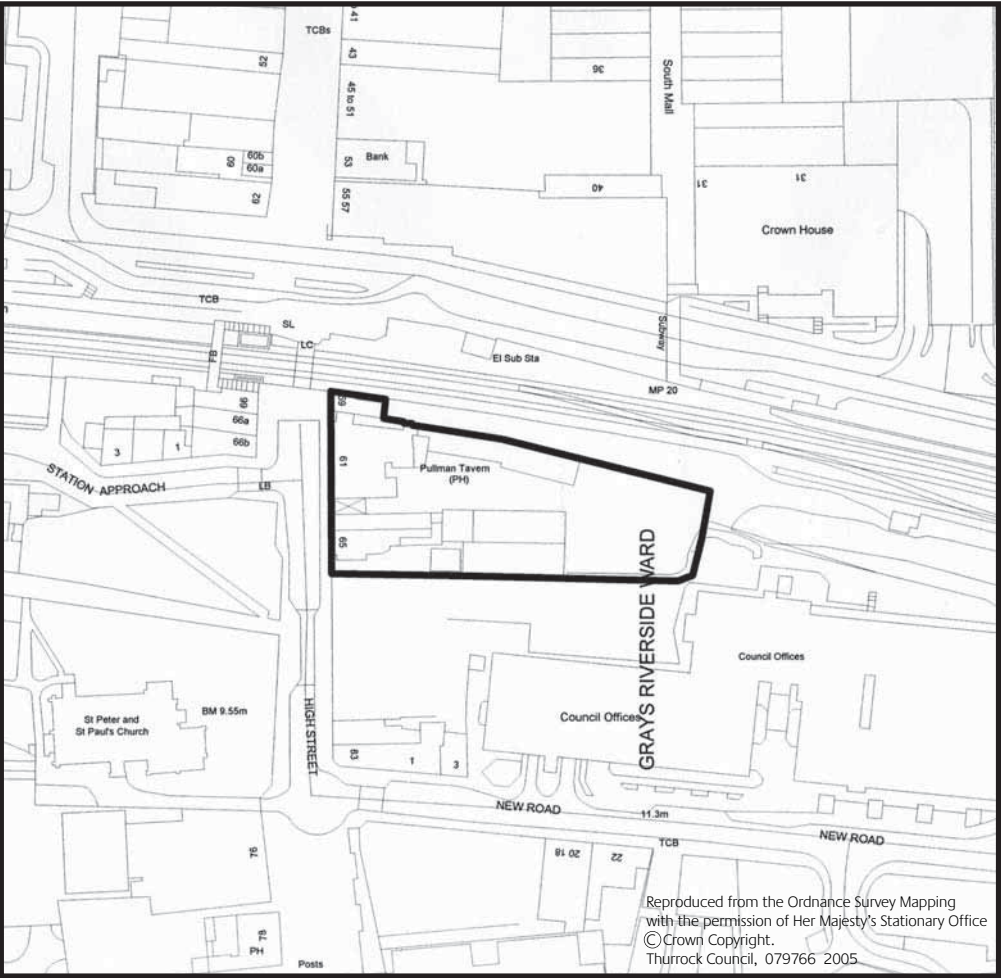 41
TCBs
43
52
36
South Mall
45 to 51
60b
60
60a
53
Bank
62
55 57
40
31
31
Crown House
TCB
SL
LC
FB
Subway
El Sub Sta
MP 20
66
66a
66b
3
1
59
61
Pullman Tavern
(PH)
STATION APPROACH
LB
65
GRAYS RIVERSIDE WARD
Council Offices
St Peter and
St Paul's Church
BM 9.55m
HIGH STREET
Council Offices
83
1
3
NEW ROAD
11.3m
NEW ROAD
TCB
76
20 18
22
78
PH
Posts
Reproduced from the Ordnance Survey Mapping
with the permission of Her Majesty's Stationary Office
©Crown Copyright.
Thurrock Council, 079766 2005